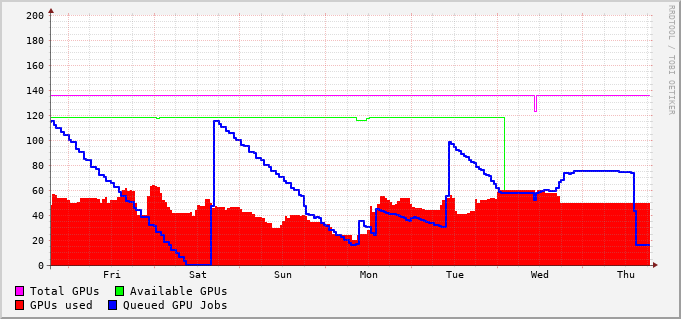 200
180
160
140
120
100
80
60
40
20
0
Fri Sat Sun Mon Tue Wed Thu
Total GPUs Available GPUs
GPUs used Queued GPU Jobs
RRDTOOL / TOBI OETIKER